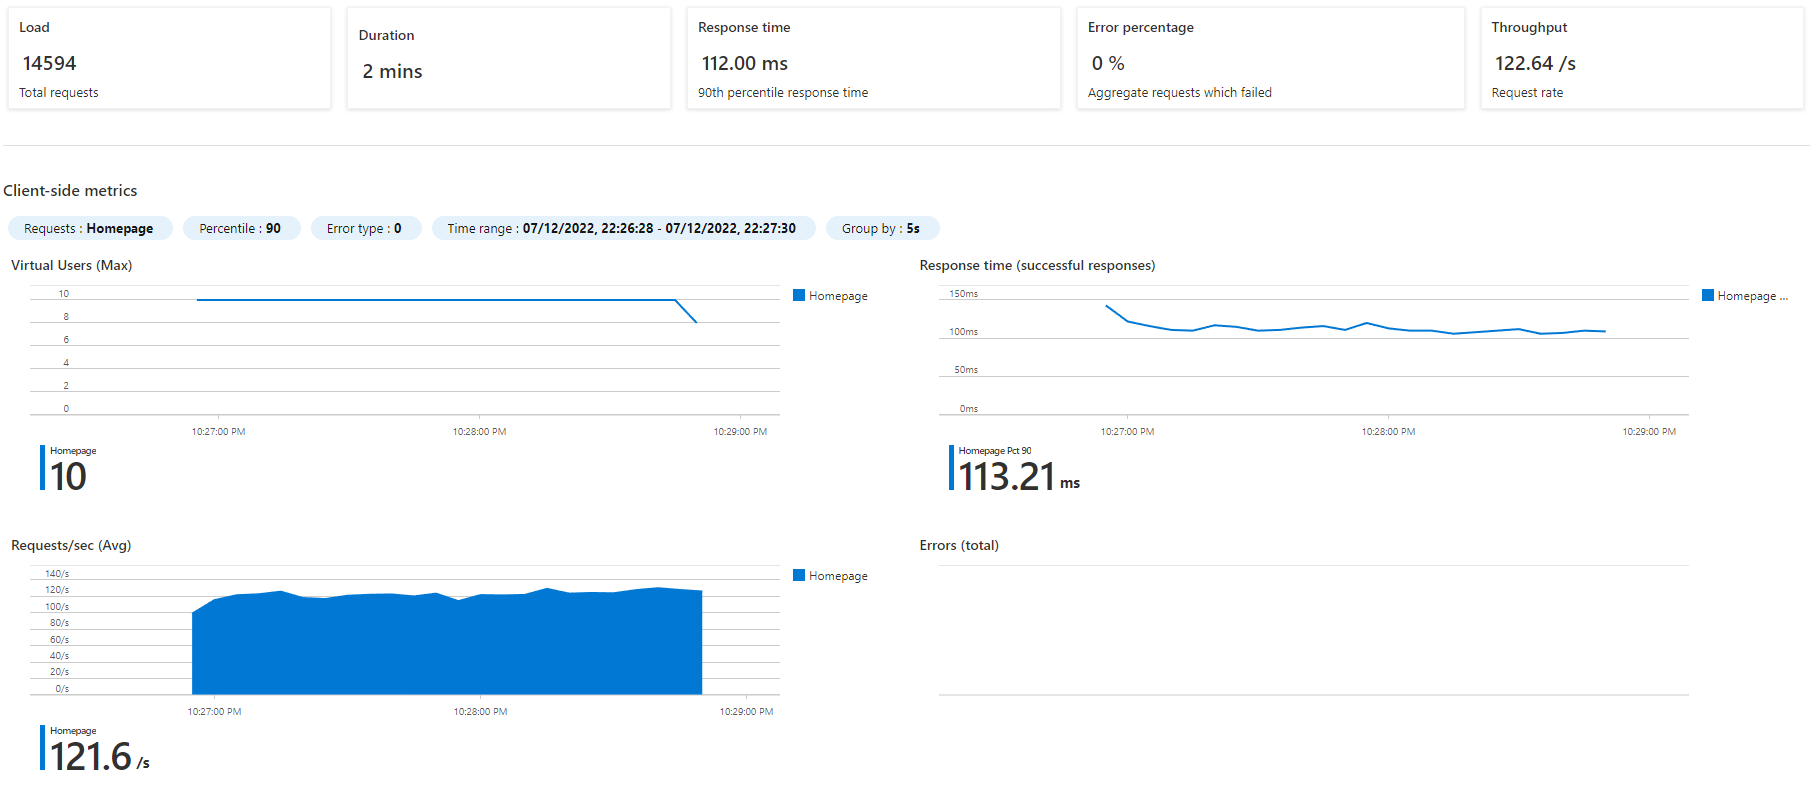 Load
14594
Total requests
Duration
2 mins
Response time
112.00 ms
90th percentile response time
Error percentage
0 %
Aggregate requests which failed
Throughput
122.64 /s
Request rate
Client-side metrics
Requests : Homepage
Percentile : 90
Error type : 0
Time range : 07/12/2022, 22:26:28 - 07/12/2022, 22:27:30
Group by : 5s
Virtual Users (Max)
10
8
6
4
2
0
10:27:00 PM
10:28:00 PM
10:29:00 PM
Homepage
Homepage
10
Response time (successful responses)
150ms
100ms
50ms
0ms
10:27:00 PM
10:28:00 PM
10:29:00 PM
Homepage ...
Homepage Pct 90
113.21 ms
Requests/sec (Avg)
140/s
120/s
100/s
80/s
60/s
40/s
20/s
0/s
10:27:00 PM
10:28:00 PM
10:29:00 PM
Homepage
Homepage
121.6 /s
Errors (total)